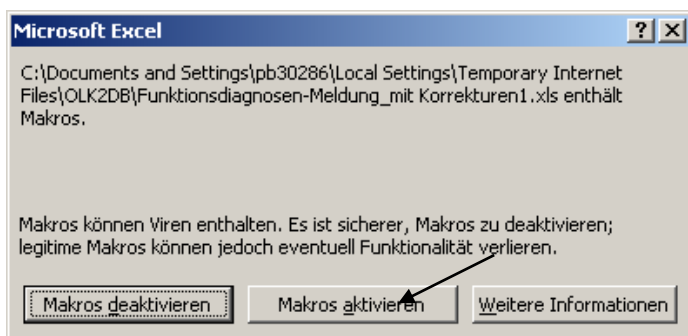 Microsoft Excel
C:\Documents and Settings\pb30286\Local Settings\Temporary Internet
Files\OLK2DB\Funktionsdiagnosen-Meldung_mit Korrekturen1.xls enthält
Makros.
Makros können Viren enthalten. Es ist sicherer, Makros zu deaktivieren;
legitime Makros können jedoch eventuell Funktionalität verlieren.
Makros deaktivieren Makros aktivieren Weitere Informationen